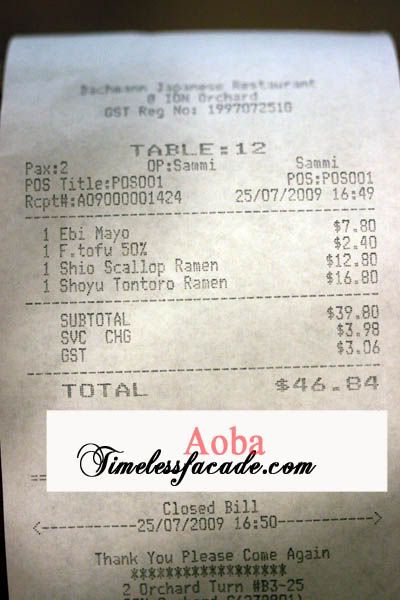 Bachmann Japanese Restaurant
@ ION Orchard
GST Reg No: 199707251G
TABLE:12
Pax:2 OP:Sammi Sammi
POS Title:POS001 POS:POS001
Rcpt#:A09000001424 25/07/2009 16:49
1 Ebi Mayo $7.80
1 F.tofu 50% $2.40
1 Shio Scallop Ramen $12.80
1 Shoyu Tontoro Ramen $16.80
SUBTOTAL $39.80
SVC CHG $3.98
GST $3.06
TOTAL $46.84
Aoba
Timelessfacade.com
Closed Bill
25/07/2009 16:50
Thank You Please Come Again
*******************
2 Orchard Turn #B3-25